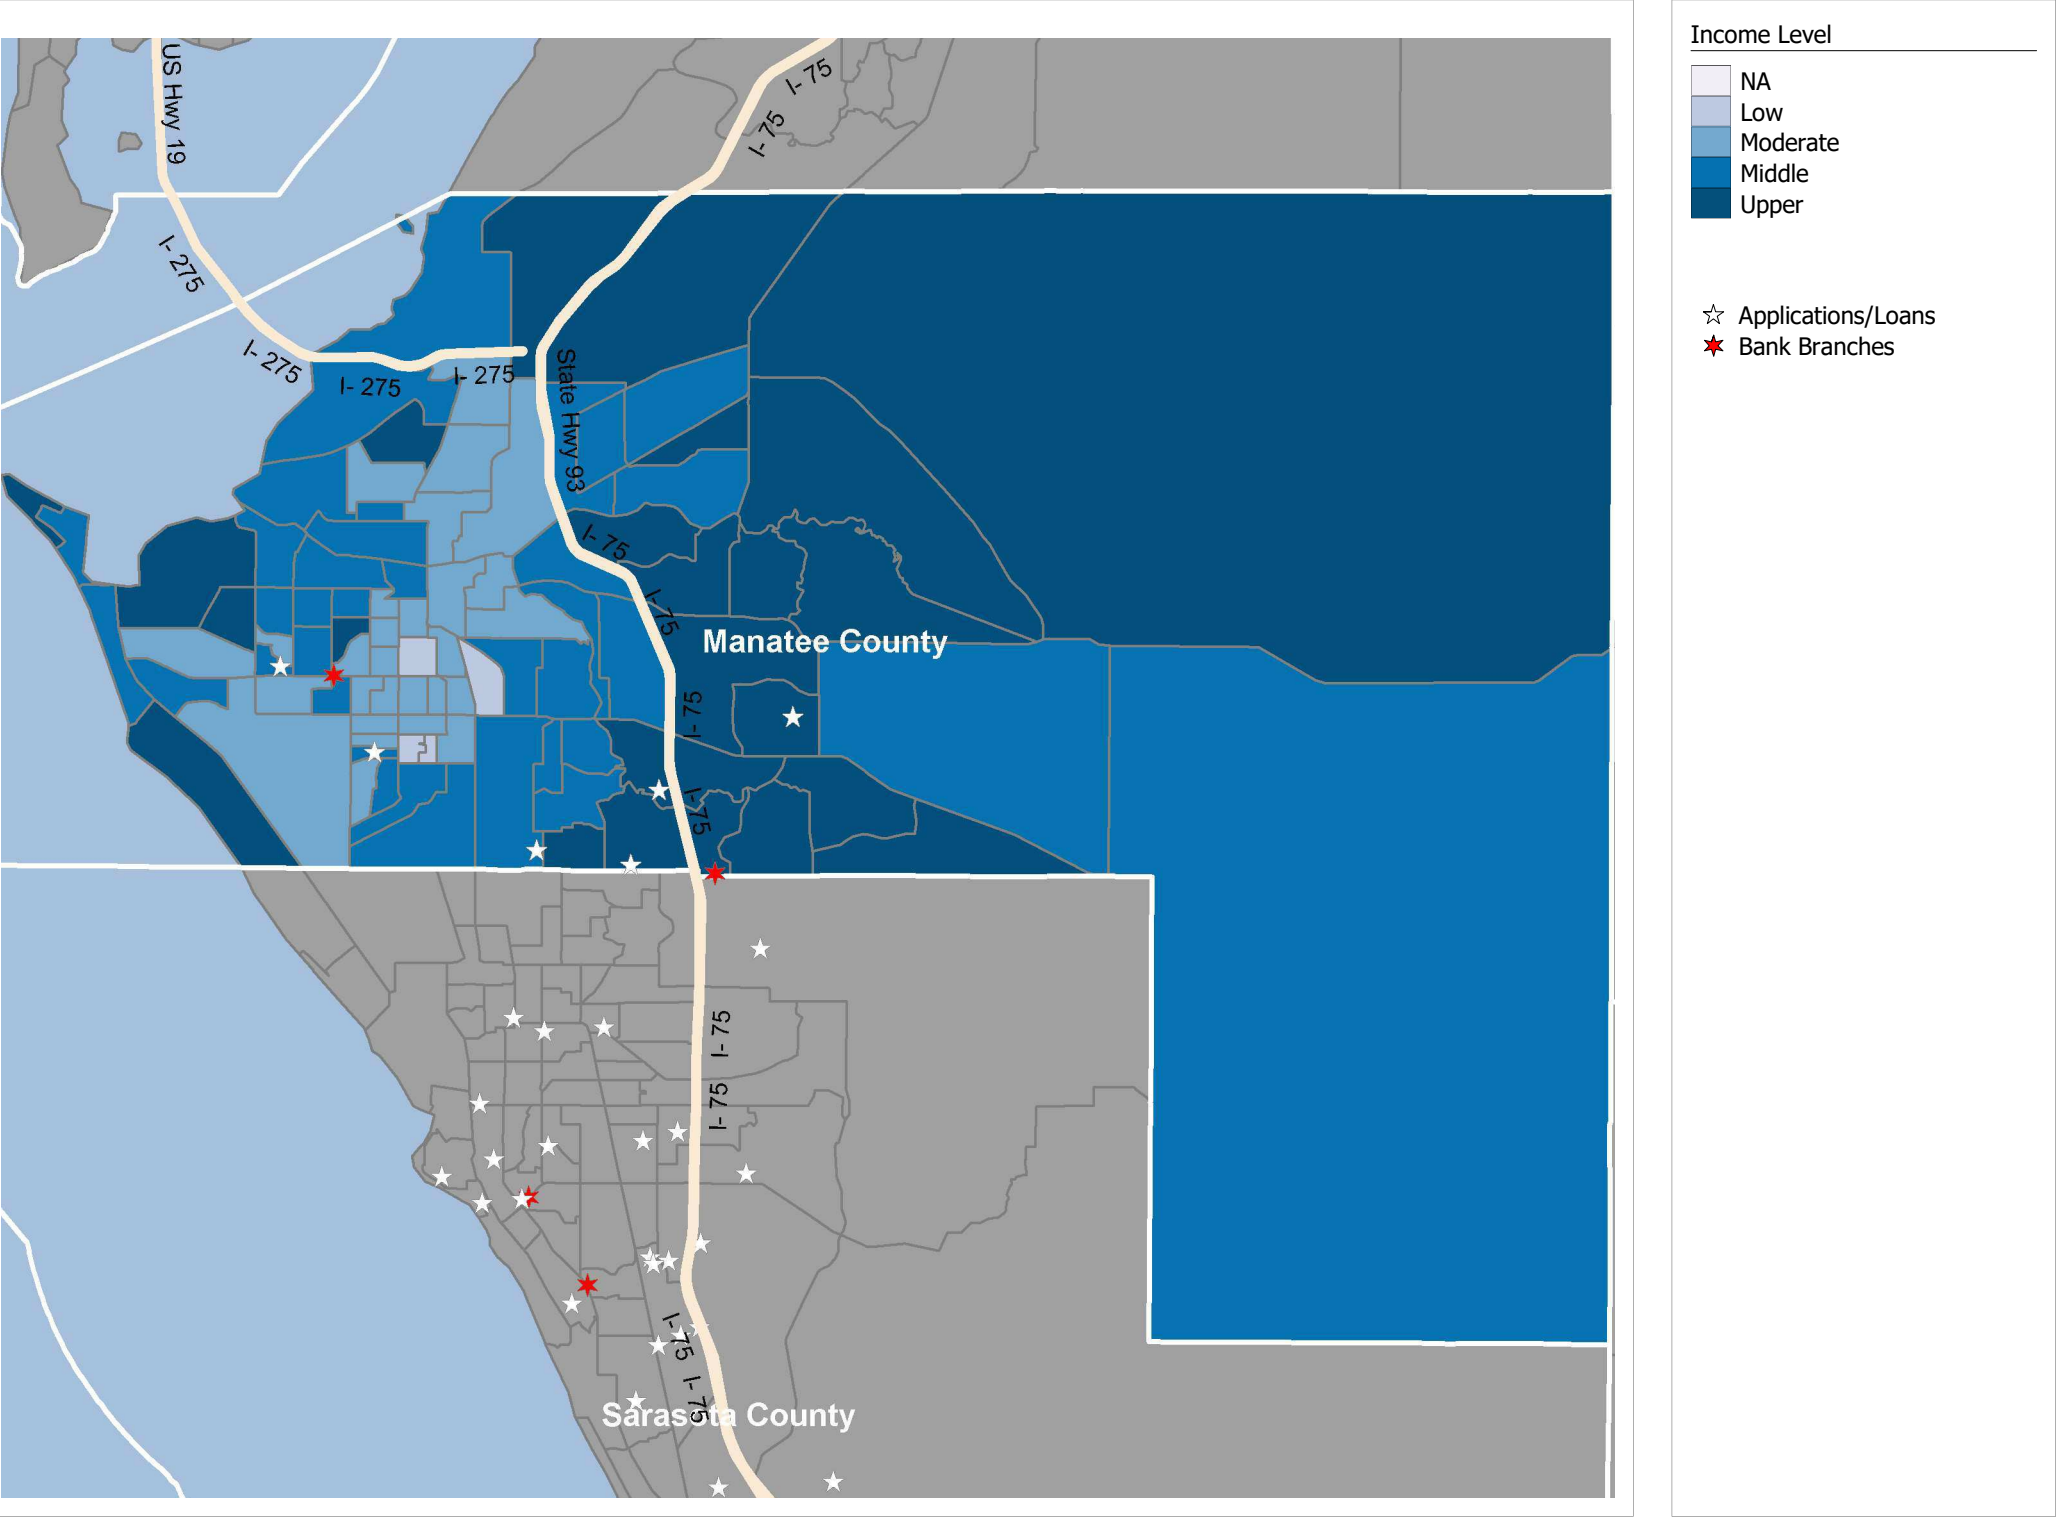 Income Level
NA
Low
Moderate
Middle
Upper
Applications/Loans
Bank Branches
US Hwy 19
I- 75
I- 75
I- 275
I- 275
I- 275
I- 275
State Hwy 93
I- 75
I- 75
Manatee County
I- 75
I- 75
I- 75
I- 75
I- 75
I- 75
Sarasota County